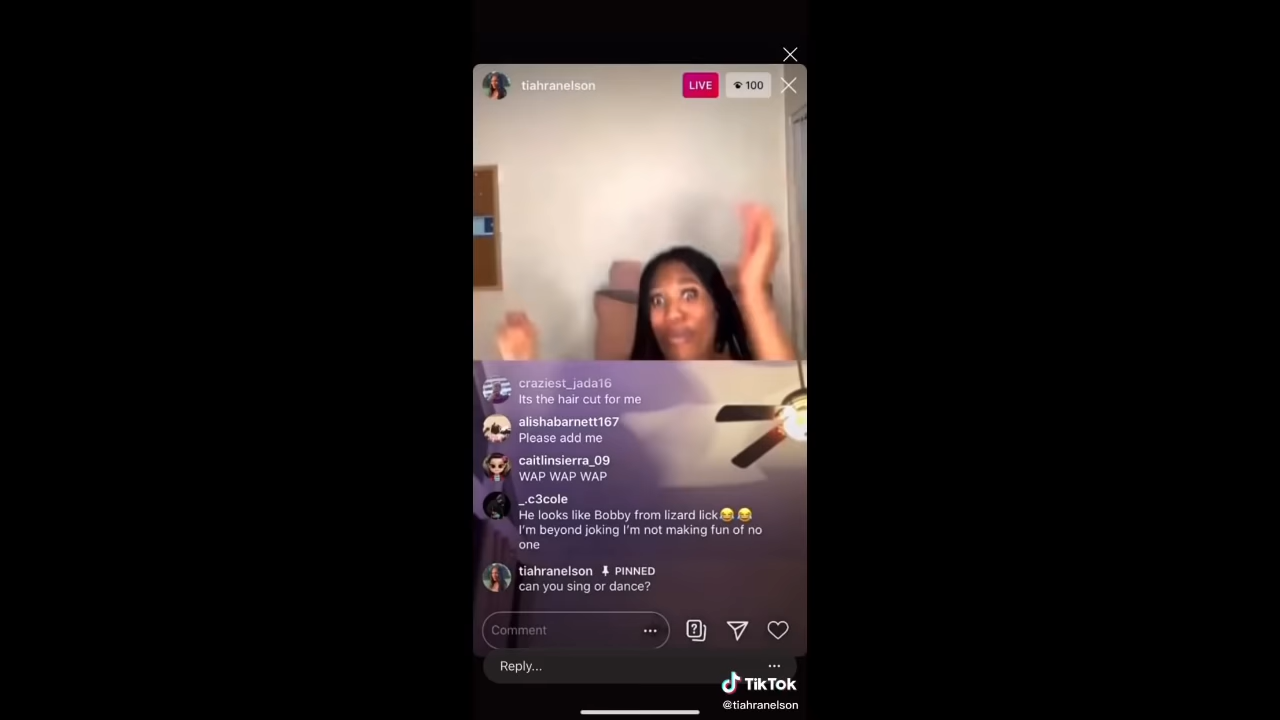 tiahranelson
LIVE
100
craziest_jada16
Its the hair cut for me
alishabarnett167
Please add me
caitlinsierra_09
WAP WAP WAP
_.c3cole
He looks like Bobby from lizard lick😂😂
I'm beyond joking I'm not making fun of no
one
tiahranelson PINNED
can you sing or dance?
Comment
Reply...
TikTok
@tiahranelson